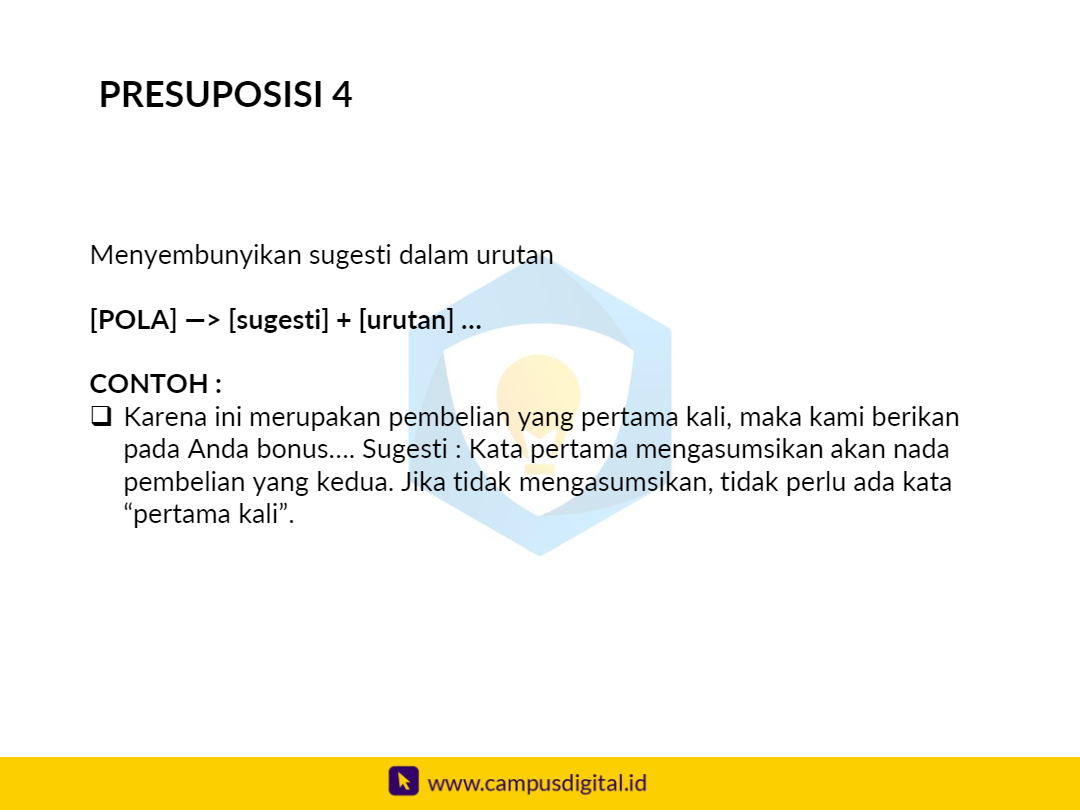 PRESUPOSISI 4
Menyembunyikan sugesti dalam urutan
[POLA] —> [sugesti] + [urutan] …
CONTOH :
❑ Karena ini merupakan pembelian yang pertama kali, maka kami berikan
pada Anda bonus…. Sugesti : Kata pertama mengasumsikan akan nada
pembelian yang kedua. Jika tidak mengasumsikan, tidak perlu ada kata
“pertama kali”.
www.campusdigital.id